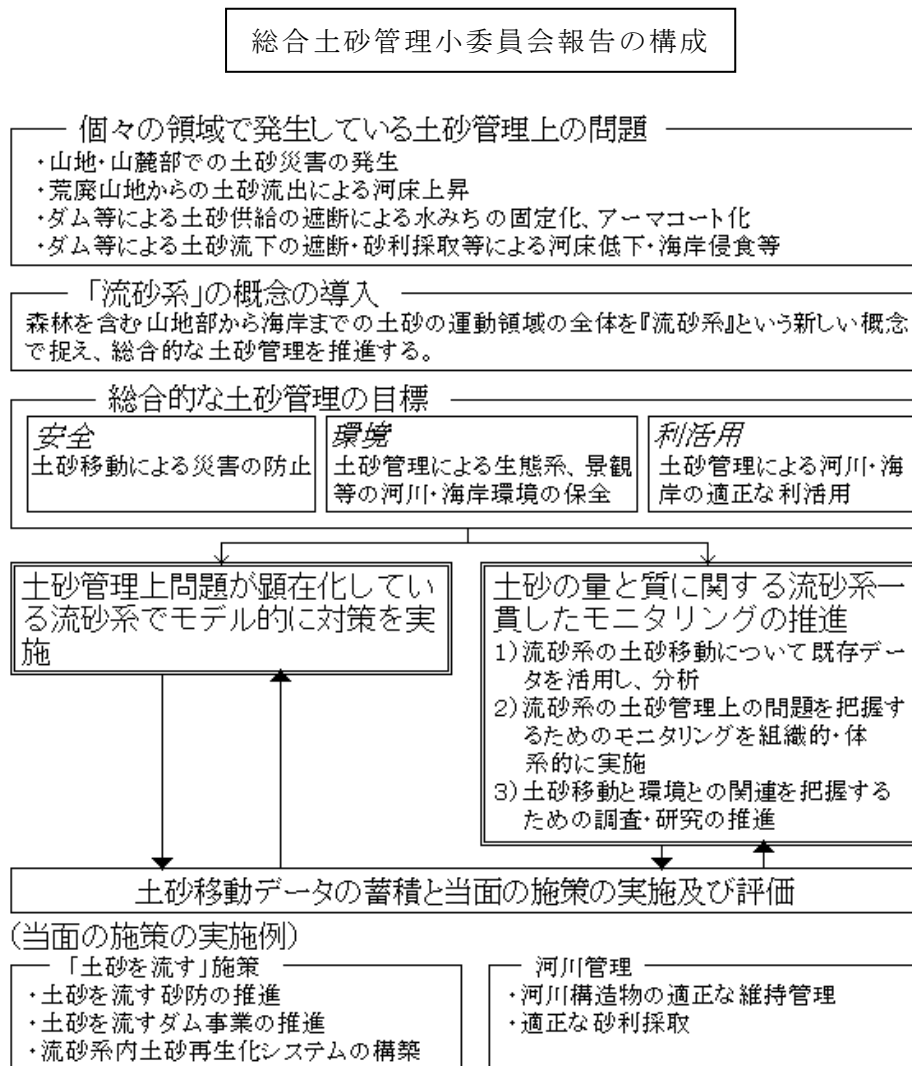 総合土砂管理小委員会報告の構成
個々の領域で発生している土砂管理上の問題
・山地・山麓部での土砂災害の発生
・荒廃山地からの土砂流出による河床上昇
・ダム等による土砂供給の遮断による水みちの固定化、アーマコート化
・ダム等による土砂流下の遮断・砂利採取等による河床低下・海岸侵食等
「流砂系」の概念の導入
森林を含む山地部から海岸までの土砂の運動領域の全体を『流砂系』という新しい概念
で捉え、総合的な土砂管理を推進する。
総合的な土砂管理の目標
安全
土砂移動による災害の防止
環境
土砂管理による生態系、景観
等の河川・海岸環境の保全
利活用
土砂管理による河川・海
岸の適正な利活用
土砂管理上問題が顕在化してい
る流砂系でモデル的に対策を実
施
土砂の量と質に関する流砂系一
貫したモニタリングの推進
1)流砂系の土砂移動について既存デー
タを活用し、分析
2)流砂系の土砂管理上の問題を把握す
るためのモニタリングを組織的・体
系的に実施
3)土砂移動と環境との関連を把握する
ための調査・研究の推進
土砂移動データの蓄積と当面の施策の実施及び評価
(当面の施策の実施例)
「土砂を流す」施策
・土砂を流す砂防の推進
・土砂を流すダム事業の推進
・流砂系内土砂再生化システムの構築
河川管理
・河川構造物の適正な維持管理
・適正な砂利採取